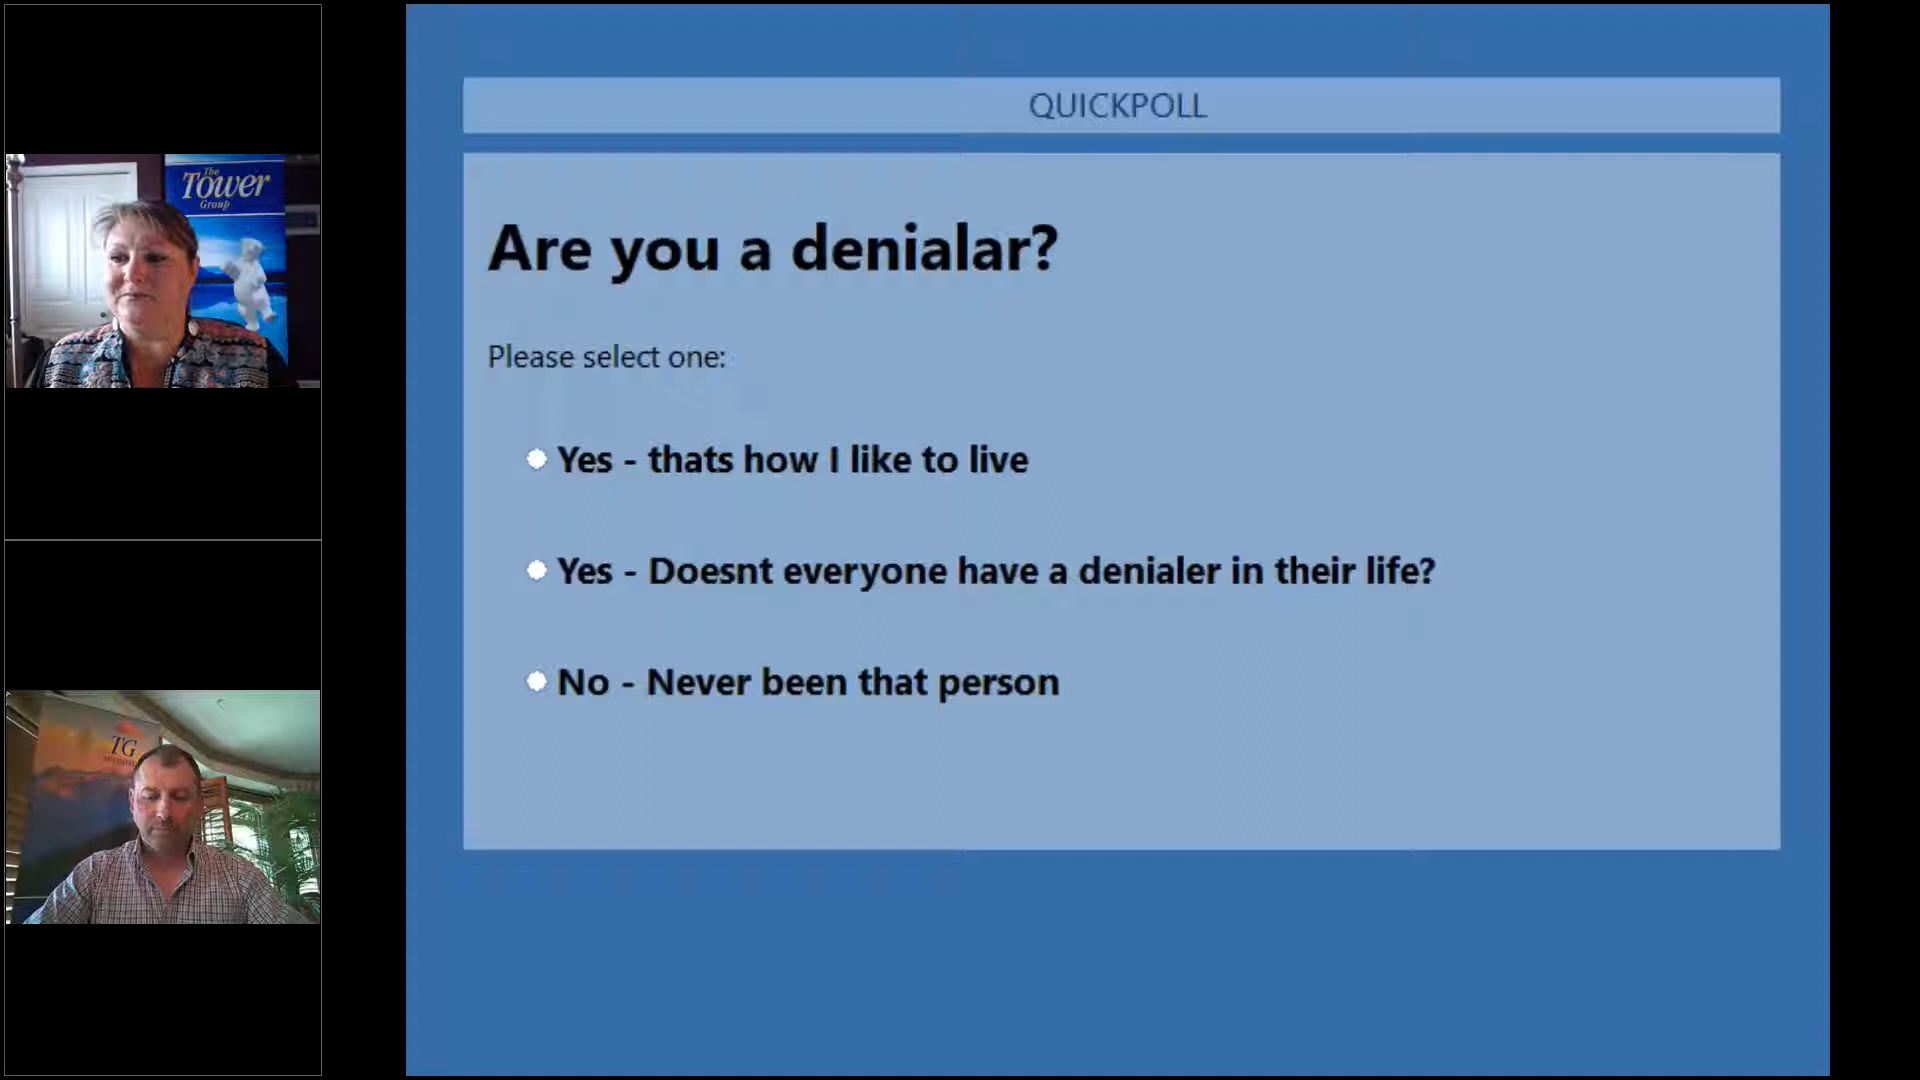 The
Tower
Group
TG
QUICKPOLL
Are you a denialar?
Please select one:
Yes - thats how I like to live
Yes - Doesnt everyone have a denialer in their life?
No - Never been that person